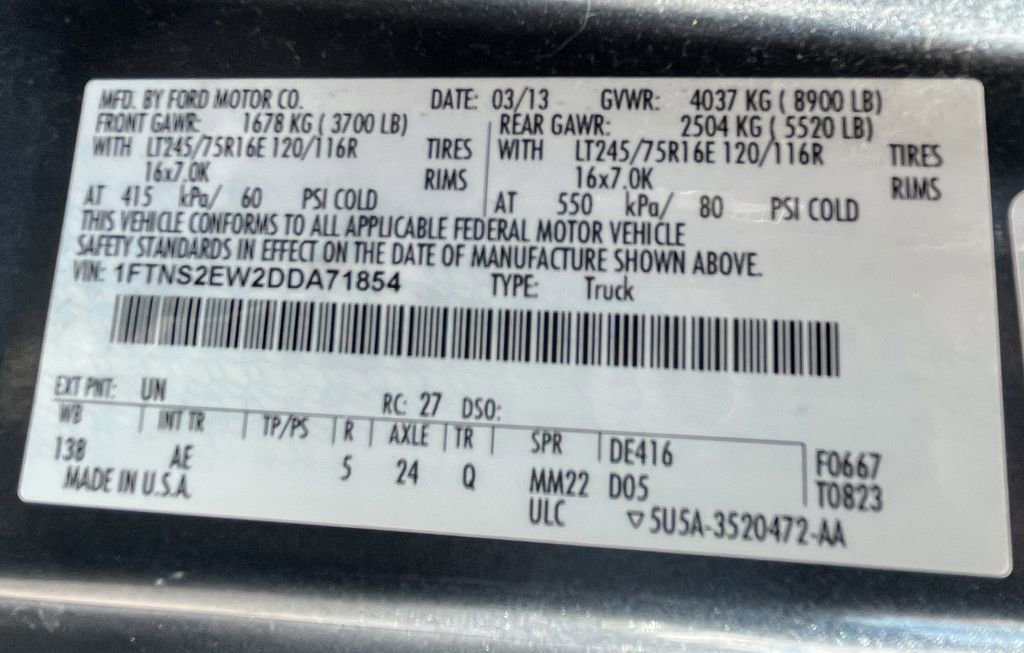 MFD. BY FORD MOTOR CO. DATE: 03/13 GVWR: 4037 KG ( 8900 LB)
FRONT GAWR: 1678 KG ( 3700 LB) REAR GAWR: 2504 KG ( 5520 LB)
WITH LT245/75R16E 120/116R TIRES WITH LT245/75R16E 120/116R TIRES
16x7.0K RIMS 16x7.0K RIMS
AT 415 kPa/ 60 PSI COLD AT 550 kPa/ 80 PSI COLD
THIS VEHICLE CONFORMS TO ALL APPLICABLE FEDERAL MOTOR VEHICLE
SAFETY STANDARDS IN EFFECT ON THE DATE OF MANUFACTURE SHOWN ABOVE.
VIN: 1FTNS2EW2DDA71854 TYPE: Truck
EXT PNT: UN RC: 27 DSO:
WB INT TR TP/PS R AXLE TR SPR DE416 F0667
138 AE 5 24 Q MM22 D05 T0823
MADE IN U.S.A. ULC ▽5U5A-3520472-AA